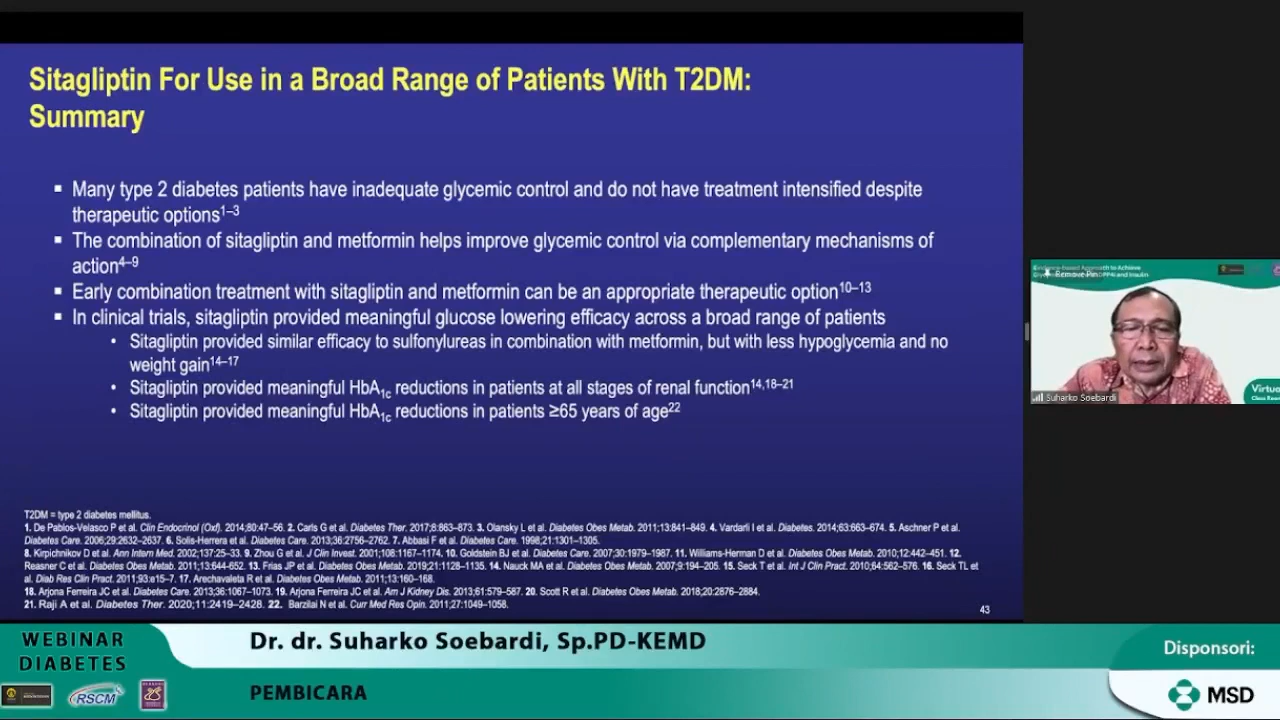 Sitagliptin For Use in a Broad Range of Patients With T2DM:
Summary
▪ Many type 2 diabetes patients have inadequate glycemic control and do not have treatment intensified despite
therapeutic options1–3
▪ The combination of sitagliptin and metformin helps improve glycemic control via complementary mechanisms of
action4–9
▪ Early combination treatment with sitagliptin and metformin can be an appropriate therapeutic option10–13
▪ In clinical trials, sitagliptin provided meaningful glucose lowering efficacy across a broad range of patients
• Sitagliptin provided similar efficacy to sulfonylureas in combination with metformin, but with less hypoglycemia and no
weight gain14–17
• Sitagliptin provided meaningful HbA1c reductions in patients at all stages of renal function14,18–21
• Sitagliptin provided meaningful HbA1c reductions in patients ≥65 years of age22
T2DM = type 2 diabetes mellitus.
1. De Pablos-Velasco P et al. Clin Endocrinol (Oxf). 2014;80:47–56. 2. Carls G et al. Diabetes Ther. 2017;8:863–873. 3. Olansky L et al. Diabetes Obes Metab. 2011;13:841–849. 4. Vardarli I et al. Diabetes. 2014;63:663–674. 5. Aschner P et al.
Diabetes Care. 2006;29:2632–2637. 6. Solis-Herrera et al. Diabetes Care. 2013;36:2756–2762. 7. Abbasi F et al. Diabetes Care. 1998;21:1301–1305.
8. Kirpichnikov D et al. Ann Intern Med. 2002;137:25–33. 9. Zhou G et al. J Clin Invest. 2001;108:1167–1174. 10. Goldstein BJ et al. Diabetes Care. 2007;30:1979–1987. 11. Williams-Herman D et al. Diabetes Obes Metab. 2010;12:442–451. 12.
Reasner C et al. Diabetes Obes Metab. 2011;13:644–652. 13. Frias JP et al. Diabetes Obes Metab. 2019;21:1128–1135. 14. Nauck MA et al. Diabetes Obes Metab. 2007;9:194–205. 15. Seck T et al. Int J Clin Pract. 2010;64:562–576. 16. Seck TL et
al. Diab Res Clin Pract. 2011;93:e15–7. 17. Arechavaleta R et al. Diabetes Obes Metab. 2011;13:160–168.
18. Arjona Ferreira JC et al. Diabetes Care. 2013;36:1067–1073. 19. Arjona Ferreira JC et al. Am J Kidney Dis. 2013;61:579–587. 20. Scott R et al. Diabetes Obes Metab. 2018;20:2876–2884.
21. Raji A et al. Diabetes Ther. 2020;11:2419–2428. 22. Barzilai N et al. Curr Med Res Opin. 2011;27:1049–1058.
43
Evidence-based Approach to Achieve
Remove Pin
and Insulin
Virtu
Class
Suharko Soebardi
WEBINAR
DIABETES
RSCM
Dr. dr. Suharko Soebardi, Sp.PD-KEMD
PEMBICARA
Disponsori:
MSD